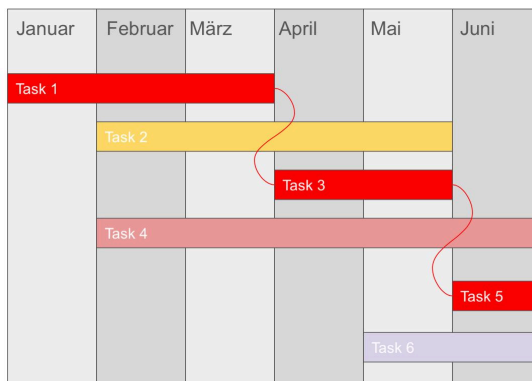 Januar Februar März April Mai Juni
Task 1
Task 2
Task 3
Task 4
Task 5
Task 6